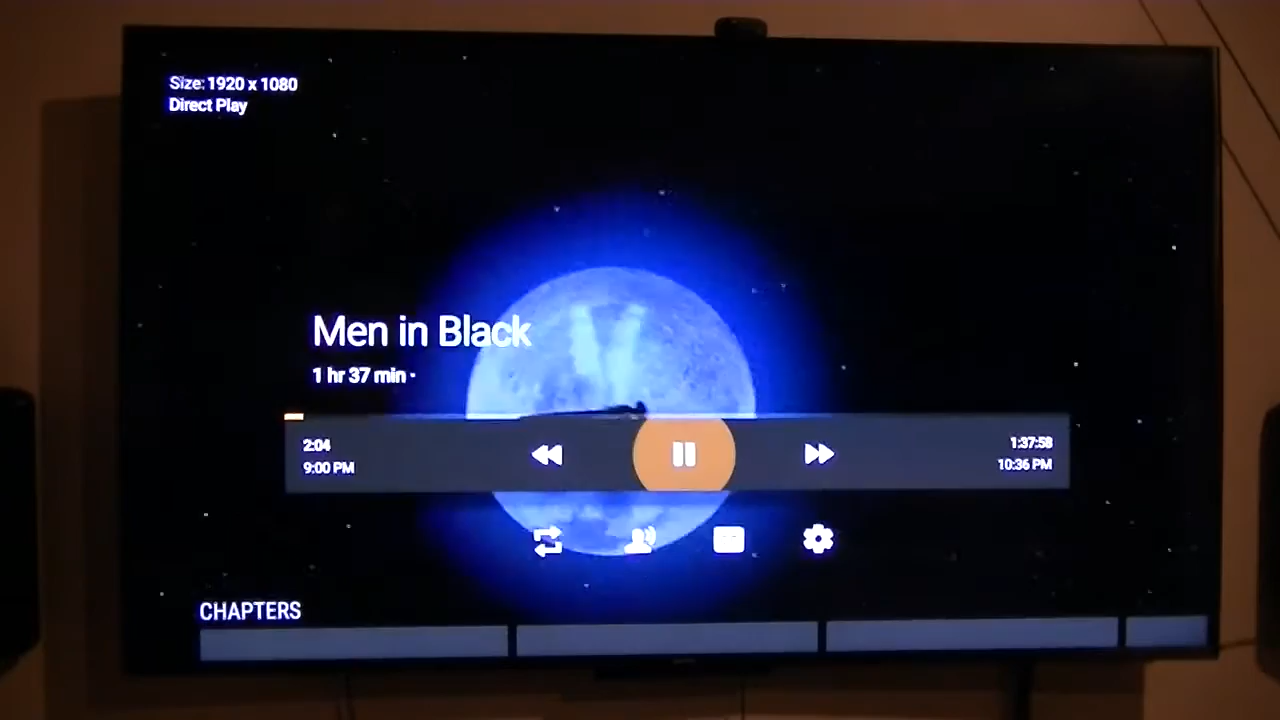 Size: 1920 x 1080
Direct Play
Men in Black
1 hr 37 min ·
2:04
1:37:58
9:00 PM
10:36 PM
CHAPTERS